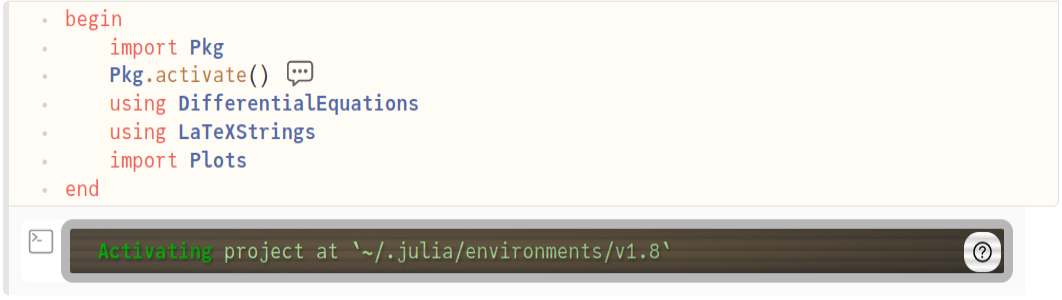 begin
    import Pkg
    Pkg.activate()
    using DifferentialEquations
    using LaTeXStrings
    import Plots
end
Activating project at `~/.julia/environments/v1.8`